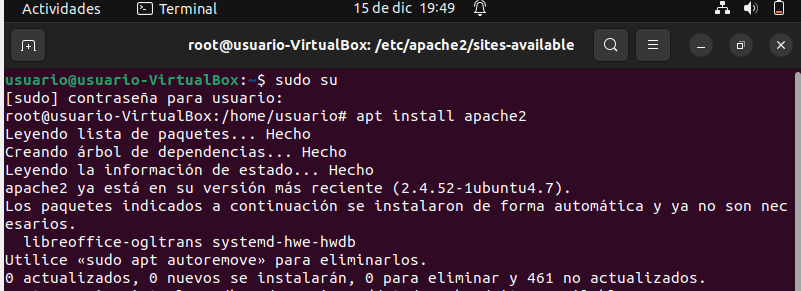 Actividades Terminal 15 de dic 19:49
root@usuario-VirtualBox: /etc/apache2/sites-available
usuario@usuario-VirtualBox:~$ sudo su
[sudo] contraseña para usuario:
root@usuario-VirtualBox:/home/usuario# apt install apache2
Leyendo lista de paquetes... Hecho
Creando árbol de dependencias... Hecho
Leyendo la información de estado... Hecho
apache2 ya está en su versión más reciente (2.4.52-1ubuntu4.7).
Los paquetes indicados a continuación se instalaron de forma automática y ya no son nec
esarios.
  libreoffice-ogltrans systemd-hwe-hwdb
Utilice «sudo apt autoremove» para eliminarlos.
0 actualizados, 0 nuevos se instalarán, 0 para eliminar y 461 no actualizados.